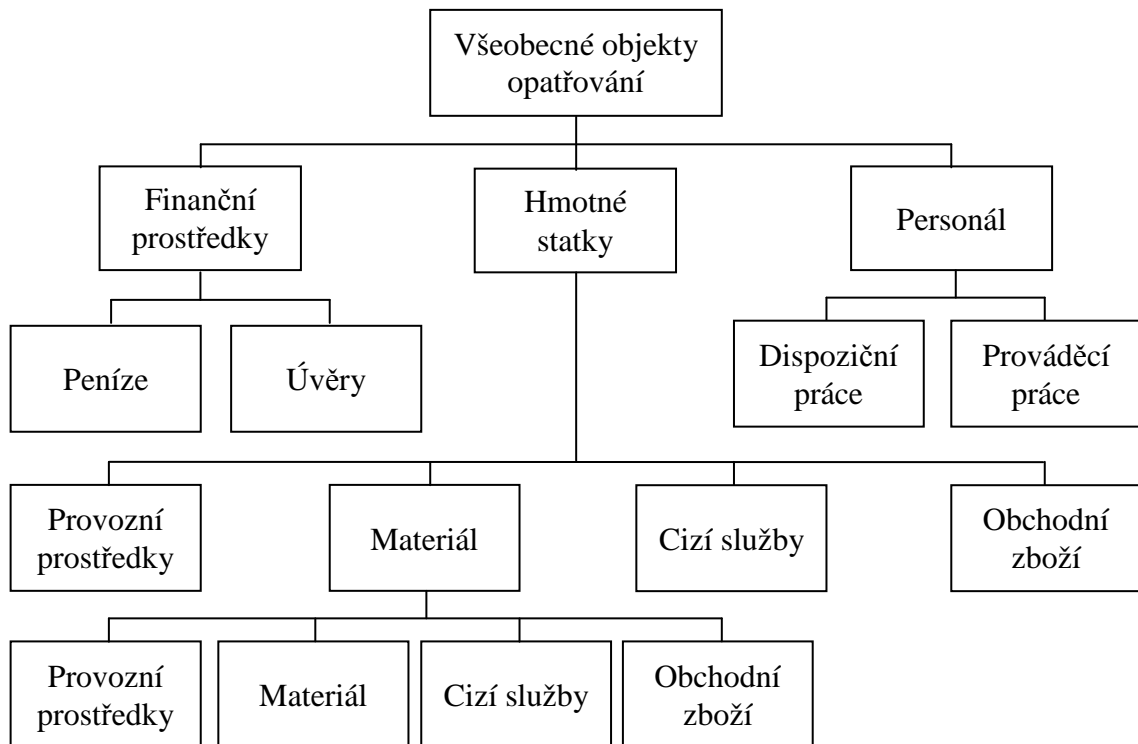 Všeobecné objekty
opatřování
Finanční
prostředky
Hmotné
statky
Personál
Peníze
Úvěry
Dispoziční
práce
Prováděcí
práce
Provozní
prostředky
Materiál
Cizí služby
Obchodní
zboží
Provozní
prostředky
Materiál
Cizí služby
Obchodní
zboží